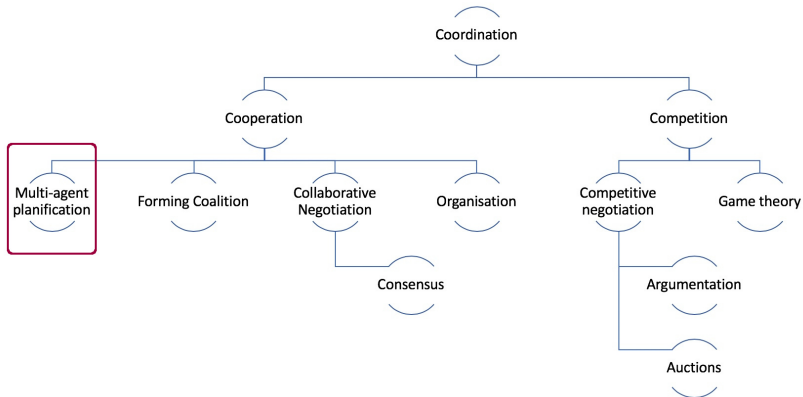 Coordination
Cooperation
Competition
Multi-agent
planification
Forming Coalition
Collaborative
Negotiation
Organisation
Competitive
negotiation
Game theory
Consensus
Argumentation
Auctions